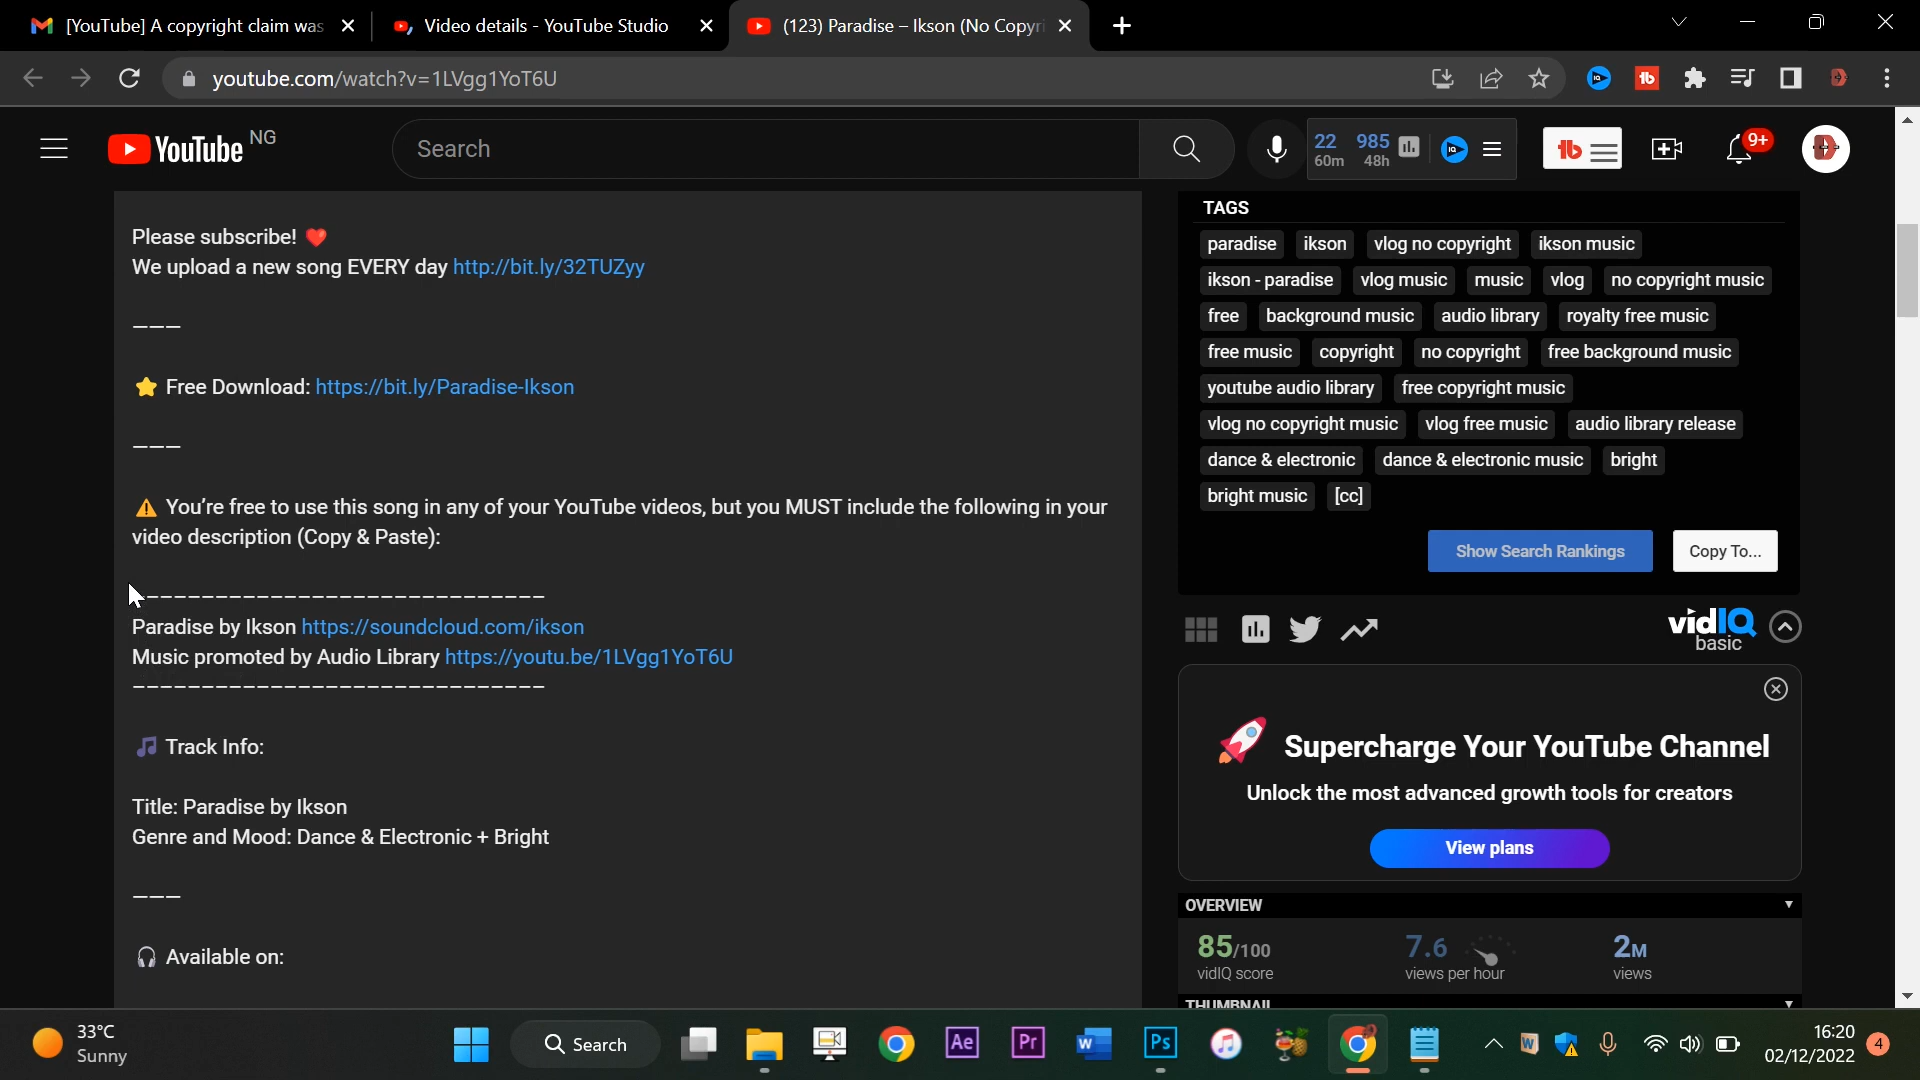 [YouTube] A copyright claim was
Video details - YouTube Studio
(123) Paradise – Ikson (No Copyri
youtube.com/watch?v=1LVgg1YoT6U
YouTube NG
Search
22 60m
985 48h
9+
Please subscribe! ❤️
We upload a new song EVERY day http://bit.ly/32TUZyy
–––
⭐ Free Download: https://bit.ly/Paradise-Ikson
–––
⚠️ You’re free to use this song in any of your YouTube videos, but you MUST include the following in your
video description (Copy & Paste):
––––––––––––––––––––––––––––––
Paradise by Ikson https://soundcloud.com/ikson
Music promoted by Audio Library https://youtu.be/1LVgg1YoT6U
––––––––––––––––––––––––––––––
🎵 Track Info:
Title: Paradise by Ikson
Genre and Mood: Dance & Electronic + Bright
–––
🎧 Available on:
TAGS
paradise ikson vlog no copyright ikson music
ikson - paradise vlog music music vlog no copyright music
free background music audio library royalty free music
free music copyright no copyright free background music
youtube audio library free copyright music
vlog no copyright music vlog free music audio library release
dance & electronic dance & electronic music bright
bright music [cc]
Show Search Rankings Copy To...
vidIQ
basic
🚀 Supercharge Your YouTube Channel
Unlock the most advanced growth tools for creators
View plans
OVERVIEW
85/100 7.6 2M
vidIQ score views per hour views
THUMBNAIL
33°C
Sunny
Search
Ae
Pr
W
Ps
16:20
02/12/2022
4